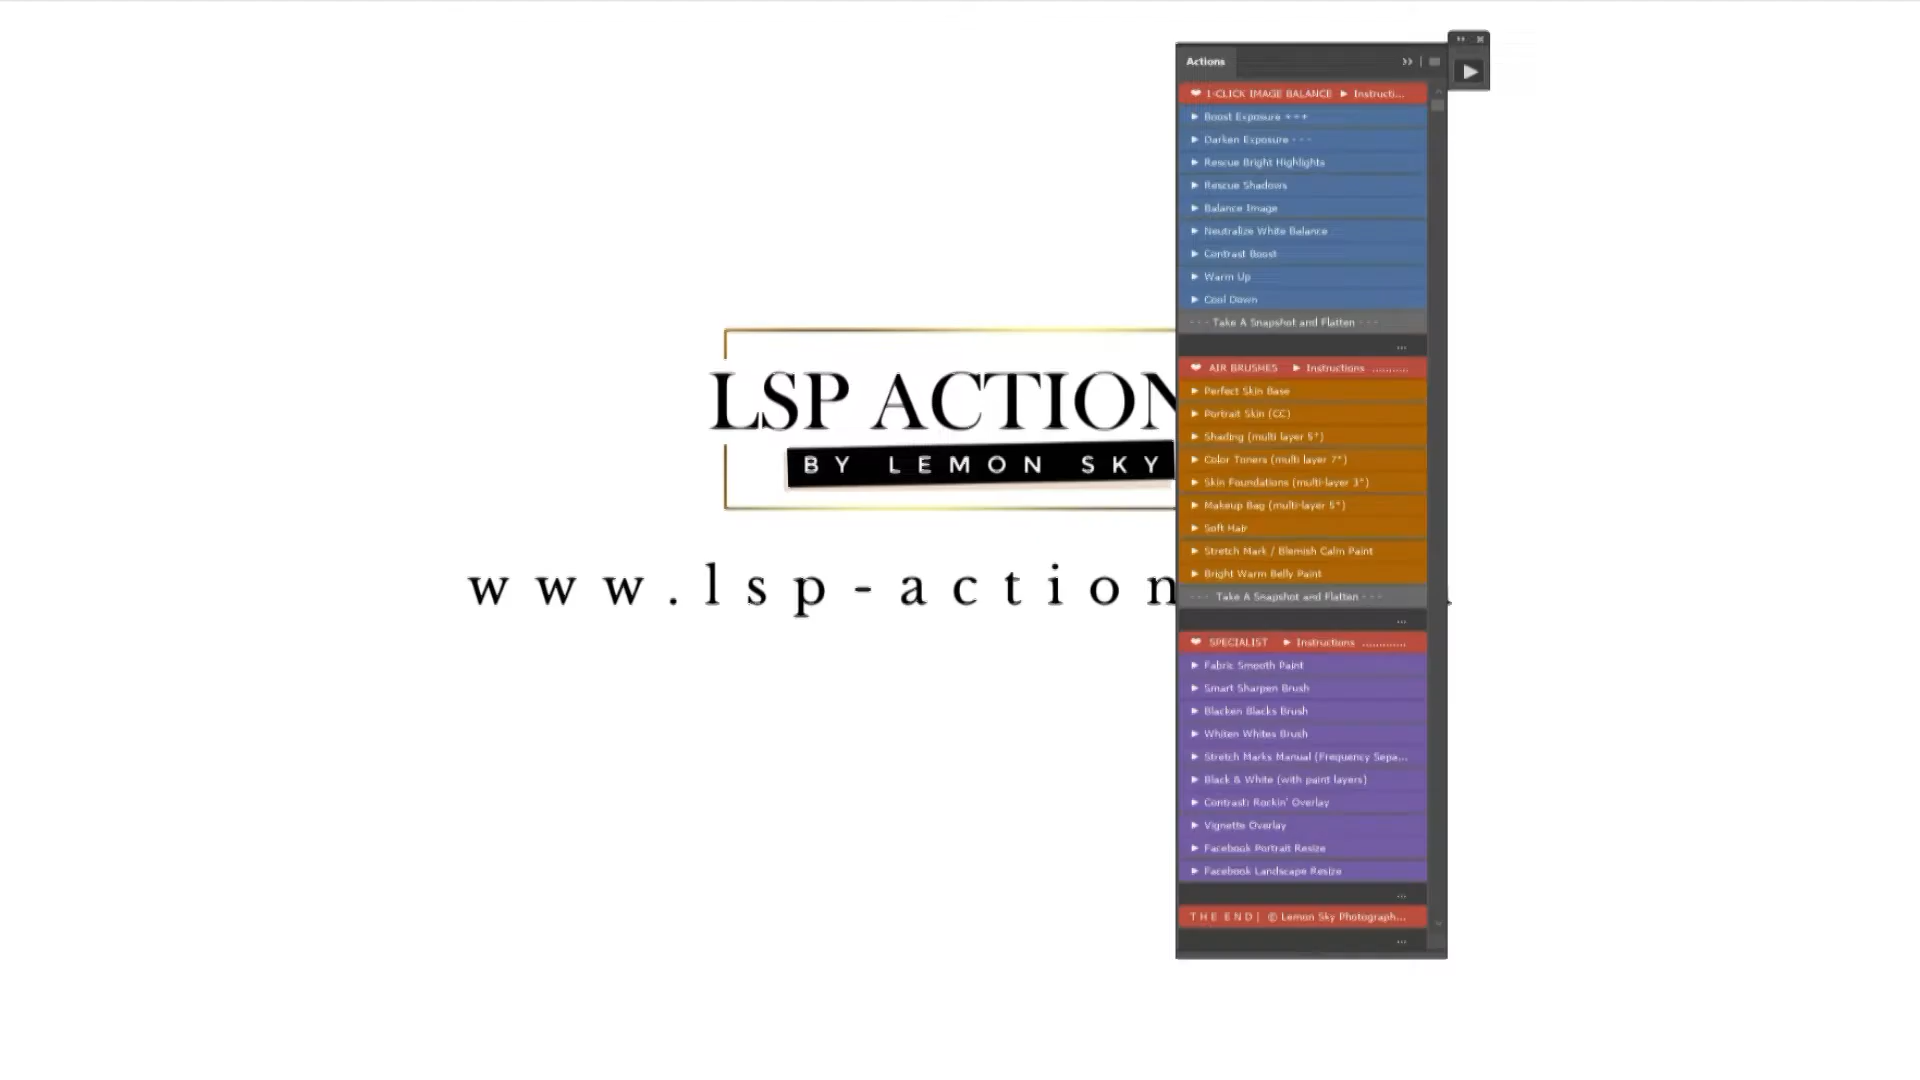 LSP ACTION
BY LEMON SKY
www.lsp-action
Actions
1-CLICK IMAGE BALANCE ▶ Instructi...
Boost Exposure + + +
Darken Exposure - - -
Rescue Bright Highlights
Rescue Shadows
Balance Image
Neutralize White Balance
Contrast Boost
Warm Up
Cool Down
- - - Take A Snapshot and Flatten - - -
...
AIR BRUSHES ▶ Instructions ...........
Perfect Skin Base
Portrait Skin (CC)
Shading (multi layer 5*)
Color Toners (multi layer 7*)
Skin Foundations (multi-layer 3*)
Makeup Bag (multi-layer 5*)
Soft Hair
Stretch Mark / Blemish Calm Paint
Bright Warm Belly Paint
- - - Take A Snapshot and Flatten - - -
...
SPECIALIST ▶ Instructions .............
Fabric Smooth Paint
Smart Sharpen Brush
Blacken Blacks Brush
Whiten Whites Brush
Stretch Marks Manual (Frequency Sepa...
Black & White (with paint layers)
Contrast: Rockin' Overlay
Vignette Overlay
Facebook Portrait Resize
Facebook Landscape Resize
...
T H E E N D | © Lemon Sky Photograph...
...